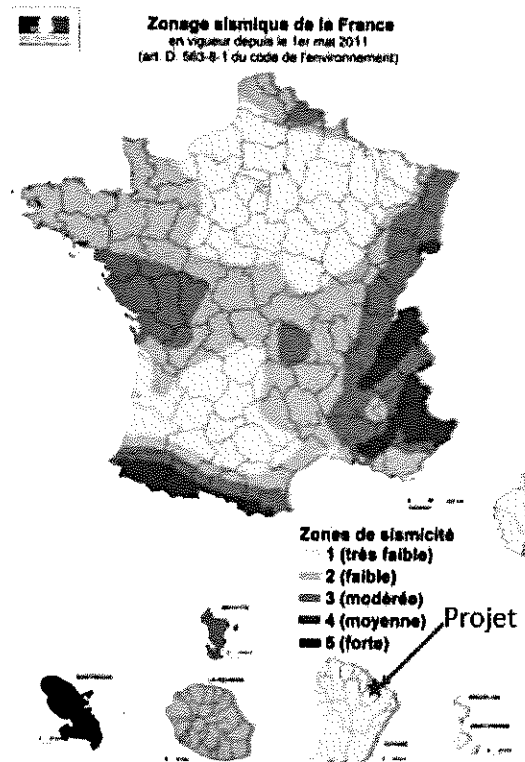 Zonage sismique de la France
en vigueur depuis le 1er mai 2011
(art. D. 563-8-1 du code de l'environnement)
Zones de sismicité
1 (très faible)
2 (faible)
3 (modérée)
4 (moyenne)
5 (forte)
Projet